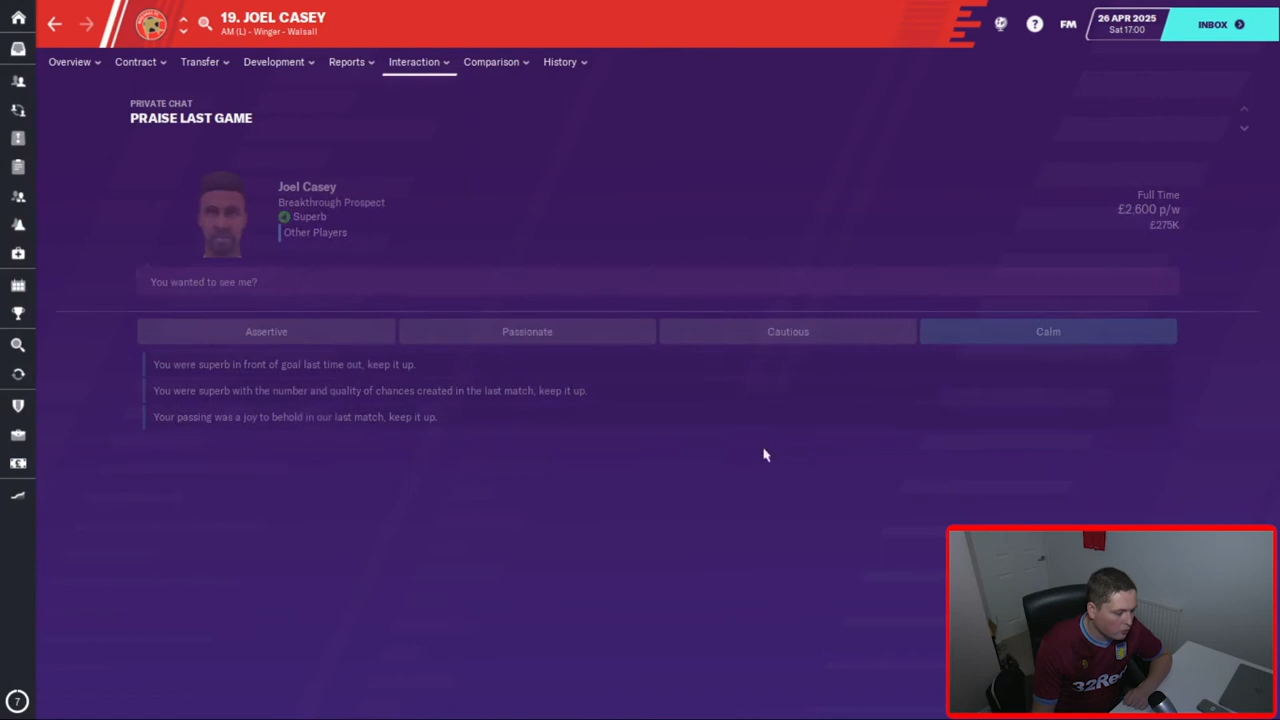 19. JOEL CASEY
AM (L) - Winger - Walsall
FM
26 APR 2025
Sat 17:00
INBOX
Overview
Contract
Transfer
Development
Reports
Interaction
Comparison
History
PRIVATE CHAT
PRAISE LAST GAME
Joel Casey
Breakthrough Prospect
Superb
Other Players
Full Time
£2,600 p/w
£275K
You wanted to see me?
Assertive
Passionate
Cautious
Calm
You were superb in front of goal last time out, keep it up.
You were superb with the number and quality of chances created in the last match, keep it up.
Your passing was a joy to behold in our last match, keep it up.
7
32Red